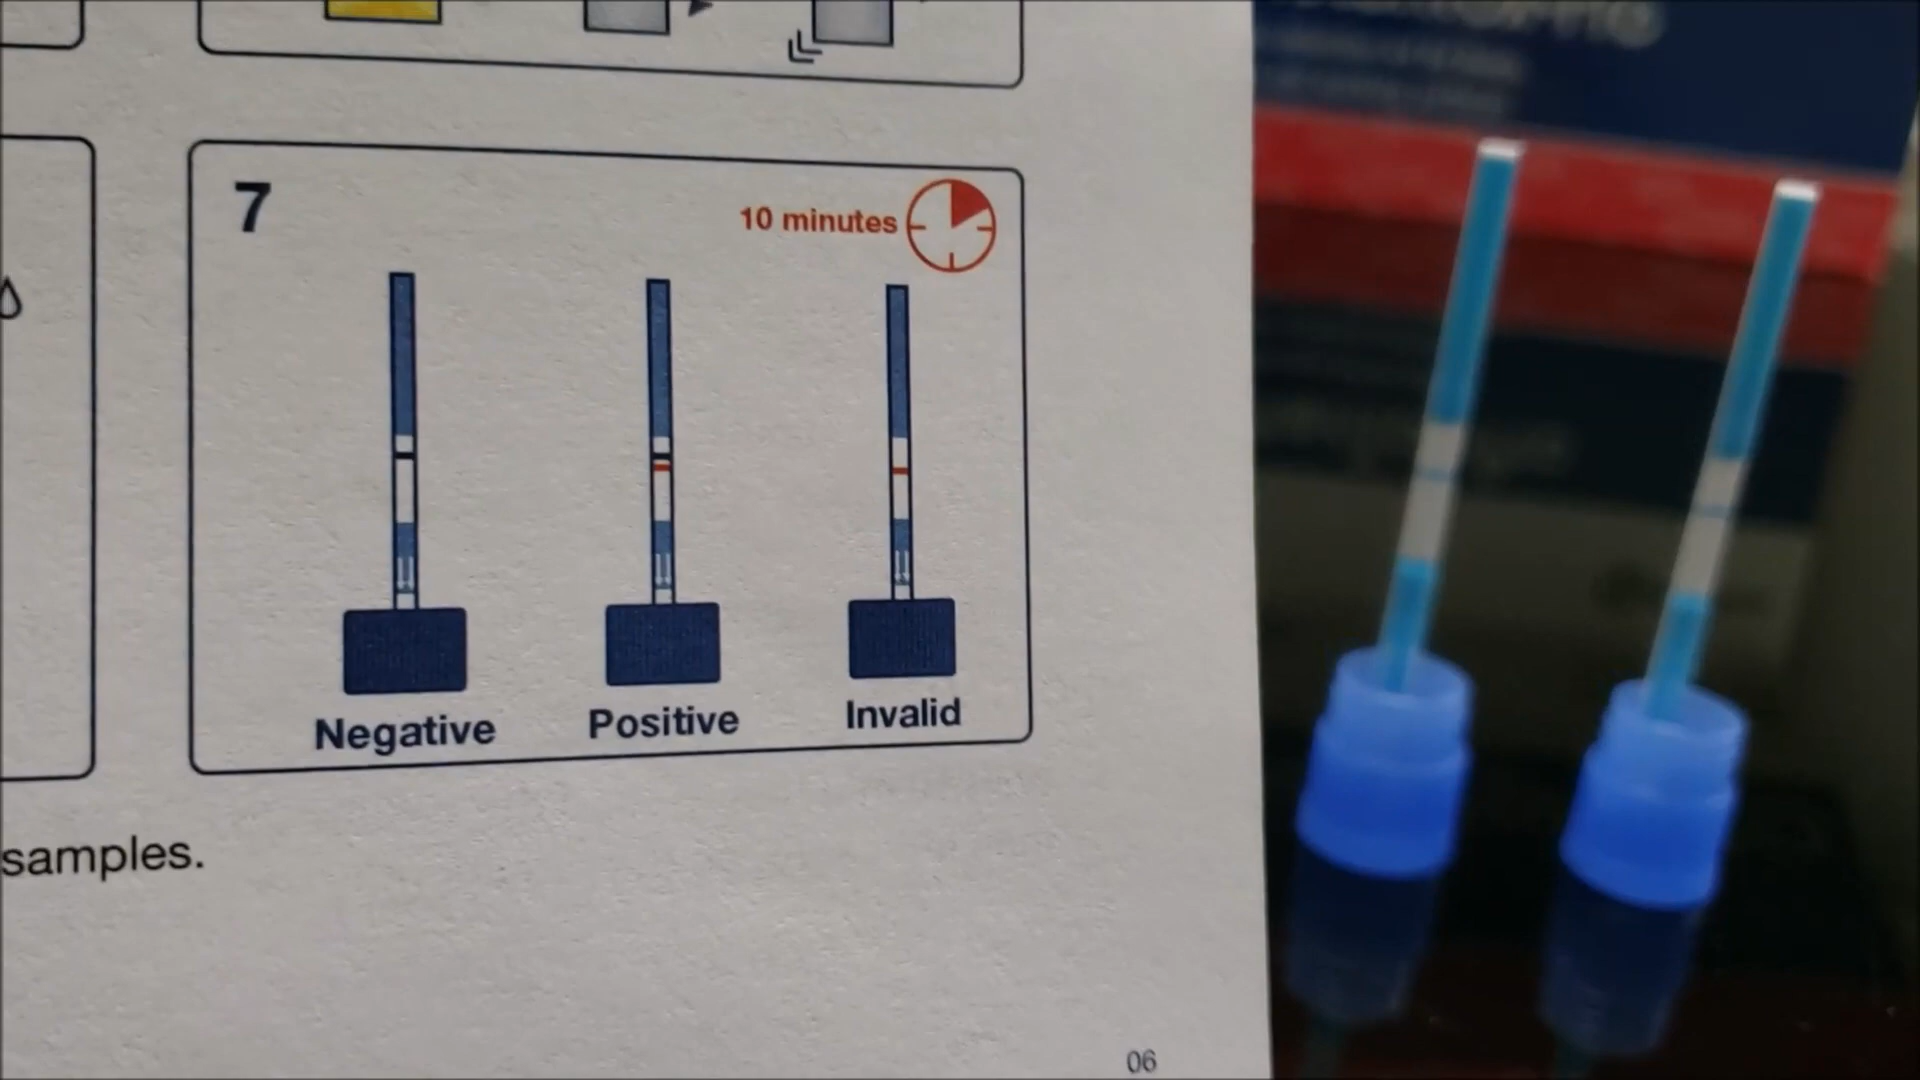 7
10 minutes
Negative
Positive
Invalid
samples.
06